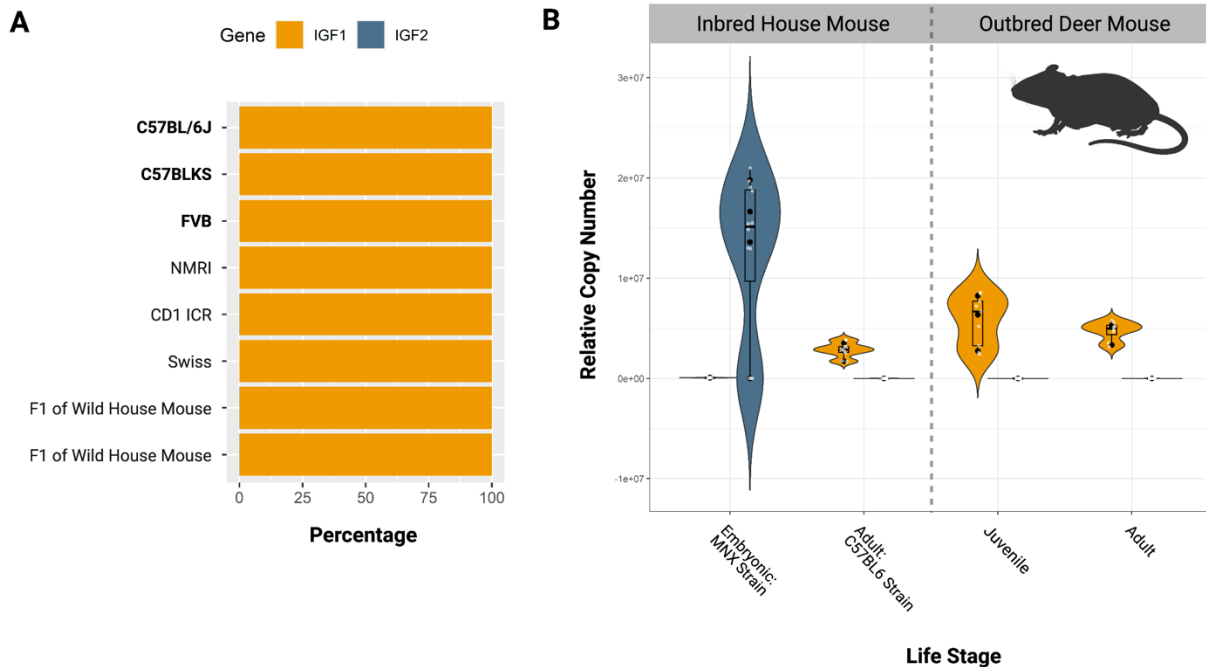 A
Gene IGF1 IGF2
C57BL/6J
C57BLKS
FVB
NMRI
CD1 ICR
Swiss
F1 of Wild House Mouse
F1 of Wild House Mouse
0 25 50 75 100
Percentage
B
Inbred House Mouse Outbred Deer Mouse
3e+07
2e+07
1e+07
0e+00
-1e+07
Relative Copy Number
Embryonic:
MNX Strain
Adult:
C57BL6 Strain
Juvenile
Adult
Life Stage